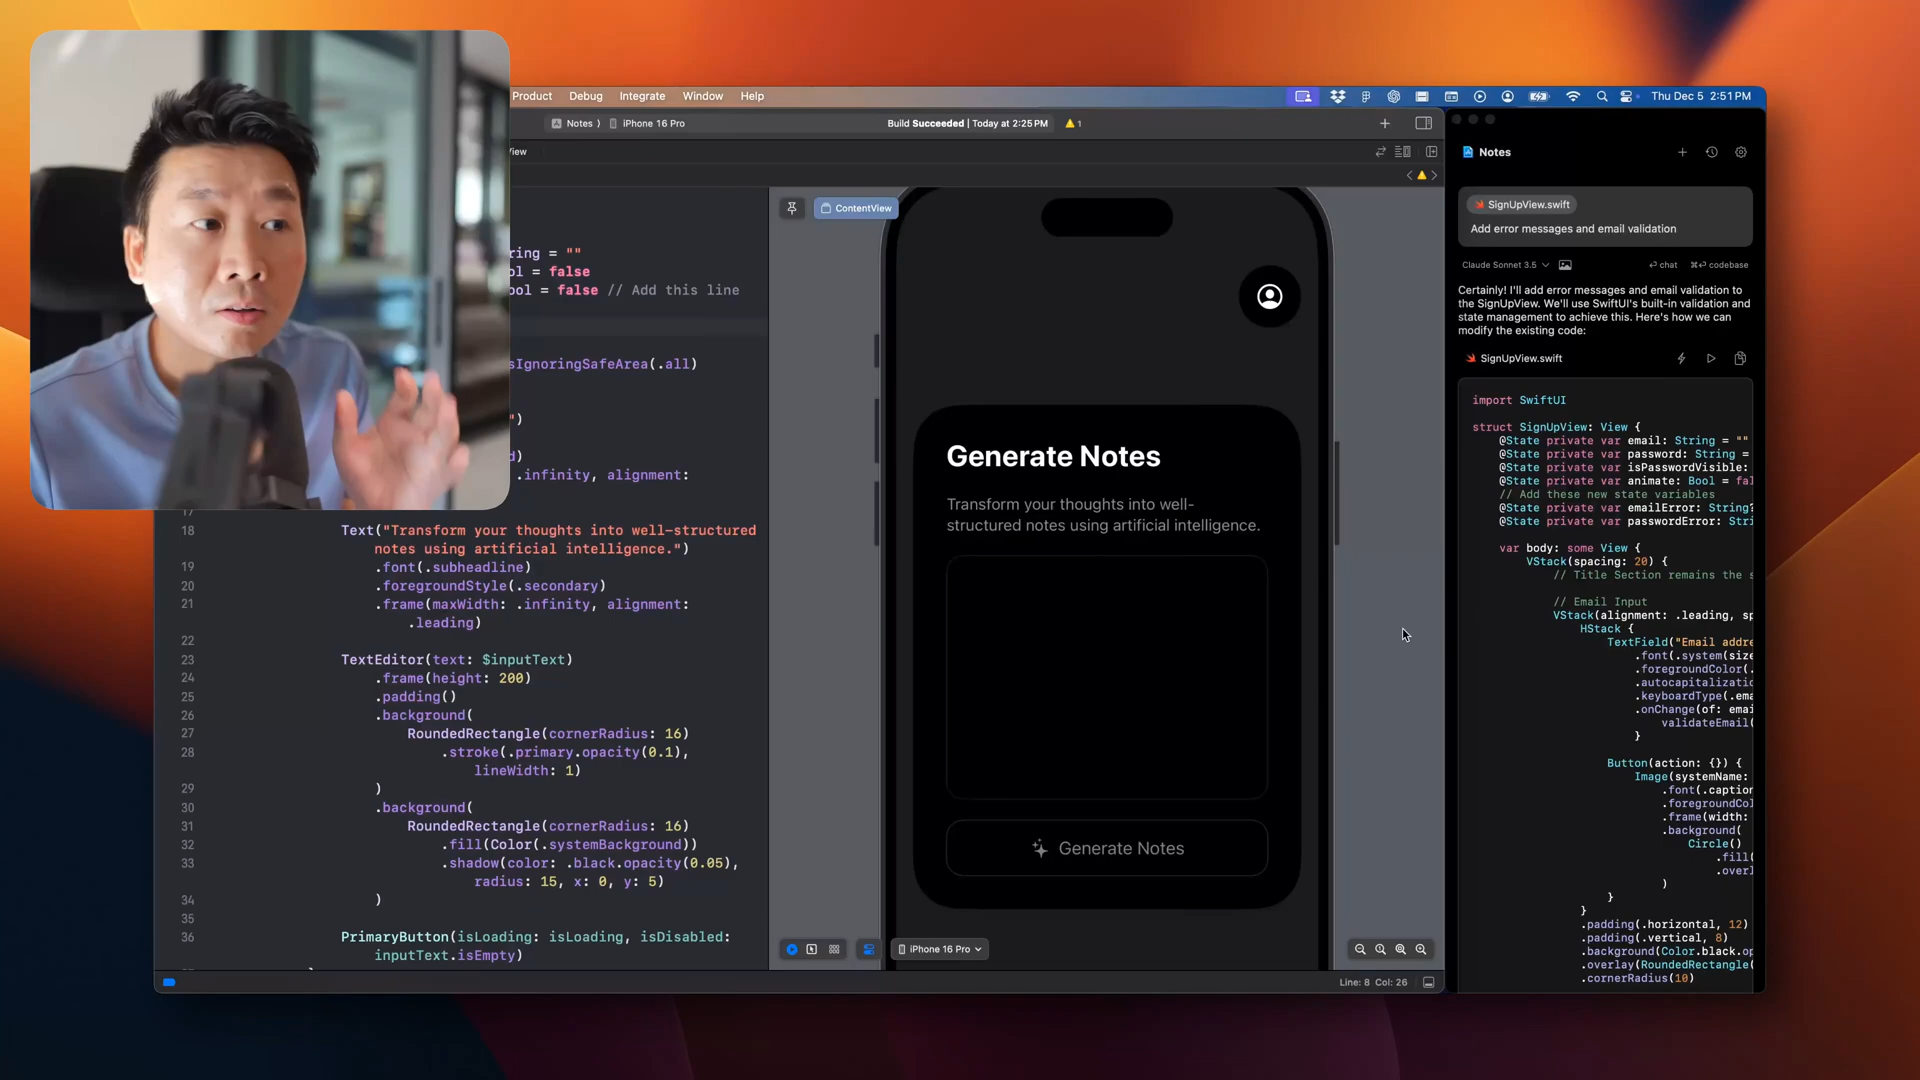 Product Debug Integrate Window Help
Thu Dec 5 2:51 PM
Notes
iPhone 16 Pro
Build Succeeded | Today at 2:25 PM
1
ContentView
ring = ""
= false
= false // Add this line
IgnoringSafeArea(.all)
.infinity, alignment:
17
18 Text("Transform your thoughts into well-structured
notes using artificial intelligence.")
19 .font(.subheadline)
20 .foregroundStyle(.secondary)
21 .frame(maxWidth: .infinity, alignment:
.leading)
22
23 TextEditor(text: $inputText)
24 .frame(height: 200)
25 .padding()
26 .background(
27 RoundedRectangle(cornerRadius: 16)
28 .stroke(.primary.opacity(0.1),
lineWidth: 1)
29 )
30 .background(
31 RoundedRectangle(cornerRadius: 16)
32 .fill(Color(.systemBackground))
33 .shadow(color: .black.opacity(0.05),
radius: 15, x: 0, y: 5)
34 )
35
36 PrimaryButton(isLoading: isLoading, isDisabled:
inputText.isEmpty)
Generate Notes
Transform your thoughts into well-
structured notes using artificial intelligence.
Generate Notes
iPhone 16 Pro
Line: 8 Col: 26
Notes
SignUpView.swift
Add error messages and email validation
Claude Sonnet 3.5
chat
codebase
Certainly! I'll add error messages and email validation to
the SignUpView. We'll use SwiftUI's built-in validation and
state management to achieve this. Here's how we can
modify the existing code:
SignUpView.swift
import SwiftUI
struct SignUpView: View {
@State private var email: String = ""
@State private var password: String =
@State private var isPasswordVisible:
@State private var animate: Bool = fal
// Add these new state variables
@State private var emailError: String?
@State private var passwordError: Stri
var body: some View {
VStack(spacing: 20) {
// Title Section remains the s
// Email Input
VStack(alignment: .leading, sp
HStack {
TextField("Email addre
.font(.system(size
.foregroundColor(.
.autocapitalizatio
.keyboardType(.ema
.onChange(of: emai
validateEmail(
}
Button(action: {}) {
Image(systemName:
.font(.caption
.foregroundCol
.frame(width:
.background(
Circle()
.fill(
.overl
)
}
}
.padding(.horizontal, 12)
.padding(.vertical, 8)
.background(Color.black.op
.overlay(RoundedRectangle(
.cornerRadius(10)